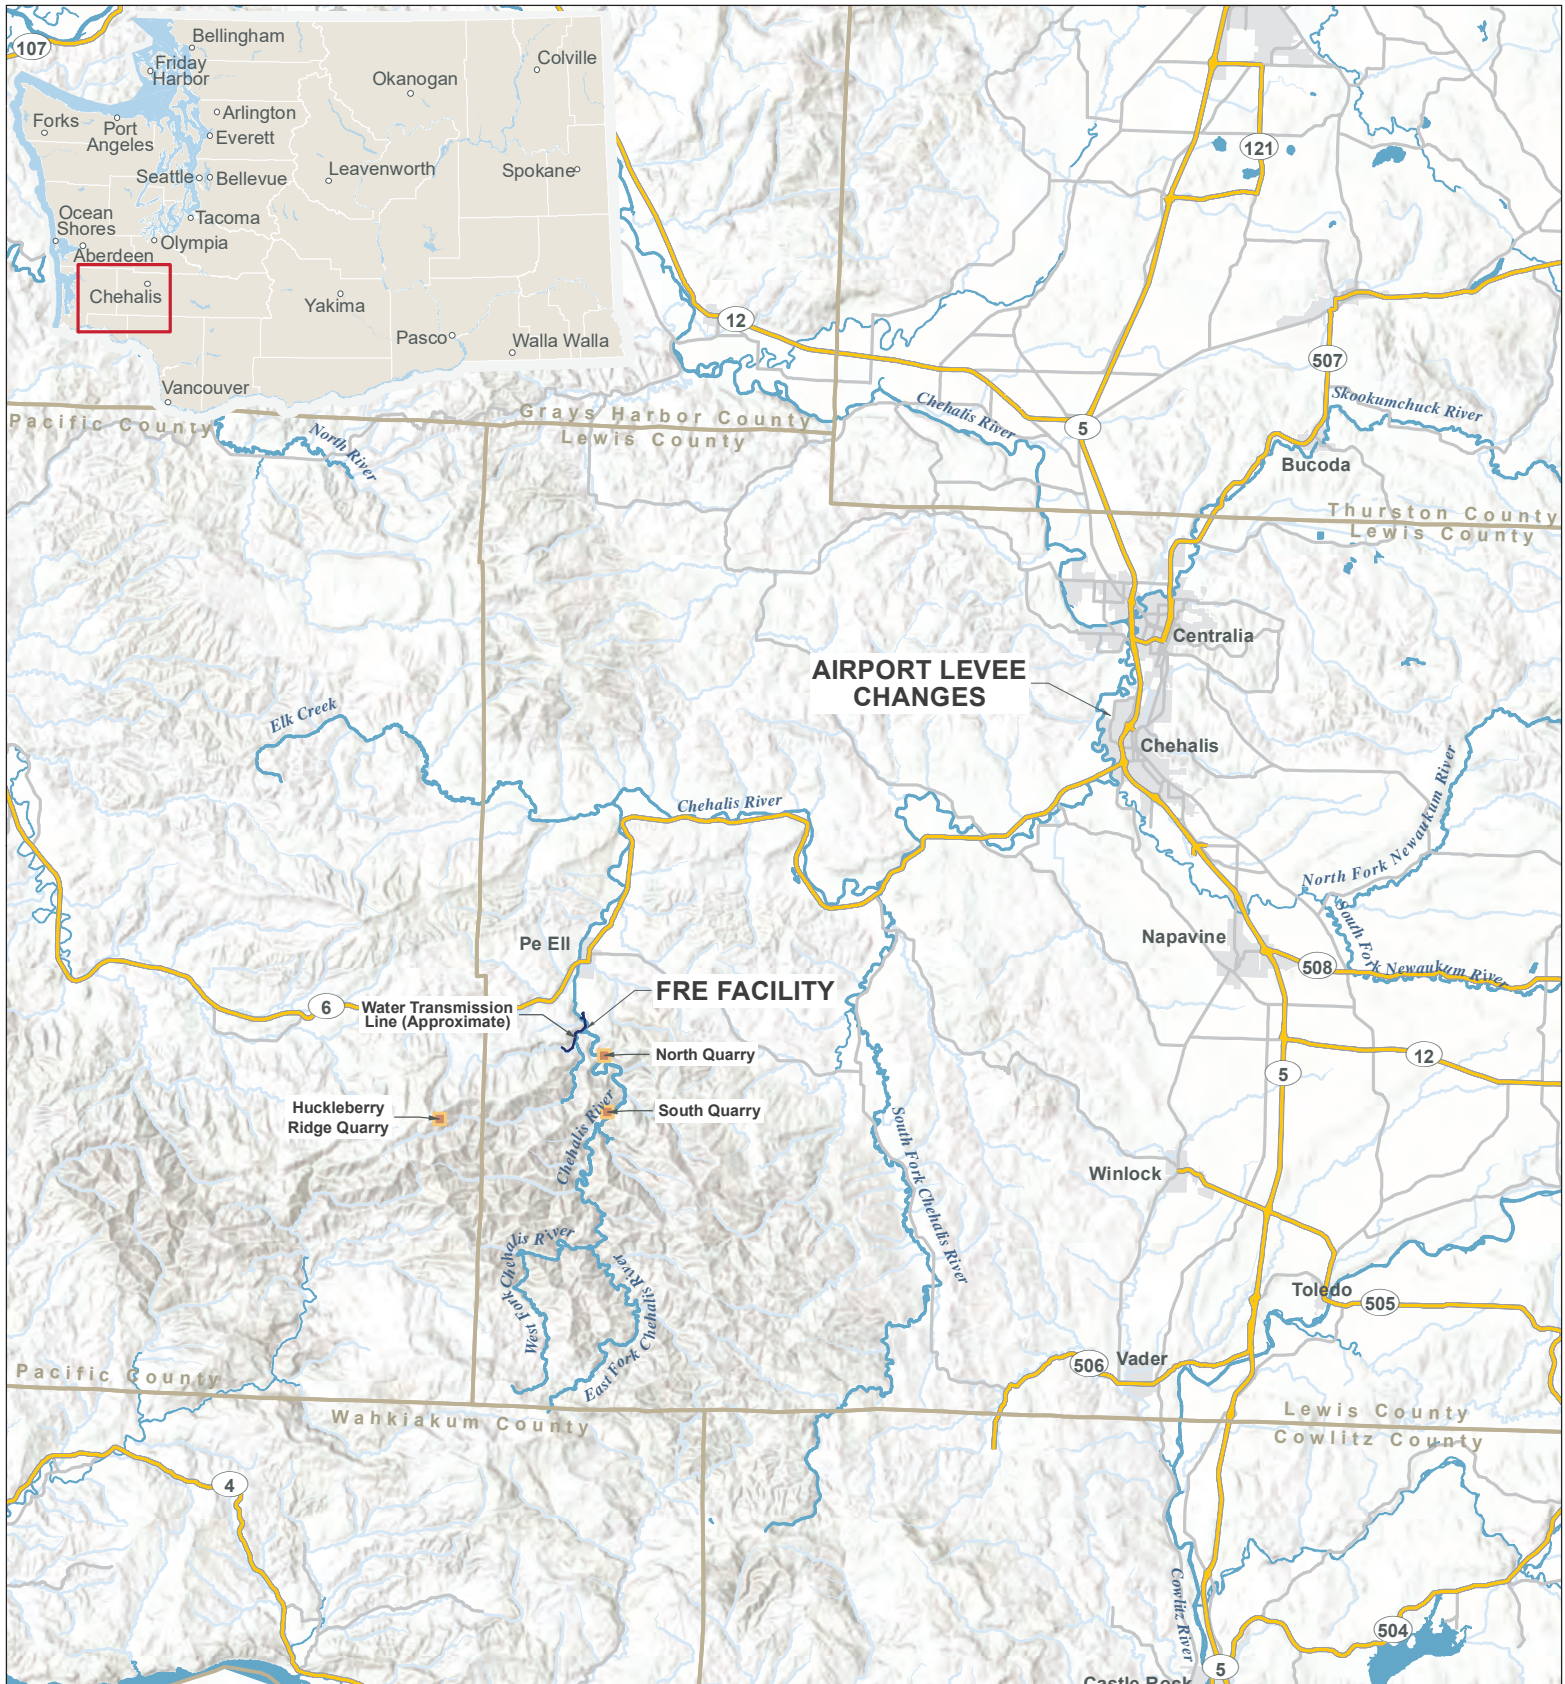 107
Bellingham
Friday
Harbor
Colville
Okanogan
Forks
Port
Angeles
Arlington
Everett
Leavenworth
Spokane
Seattle
Bellevue
Ocean
Shores
Tacoma
Olympia
Aberdeen
Chehalis
Yakima
Pasco
Walla Walla
Vancouver
121
12
507
Skookumchuck River
Chehalis River
5
Bucoda
Pacific County
North River
Grays Harbor County
Lewis County
Thurston County
Lewis County
Centralia
AIRPORT LEVEE
CHANGES
Chehalis
Elk Creek
Chehalis River
North Fork Newaukum River
South Fork Newaukum River
Pe Ell
Napavine
508
FRE FACILITY
6
Water Transmission
Line (Approximate)
North Quarry
12
5
Huckleberry
Ridge Quarry
South Quarry
Chehalis River
South Fork Chehalis River
Winlock
West Fork Chehalis River
East Fork Chehalis River
Toledo
505
506
Vader
Pacific County
Wahkiakum County
Lewis County
Cowlitz County
4
Cowlitz River
504
5
Castle Rock